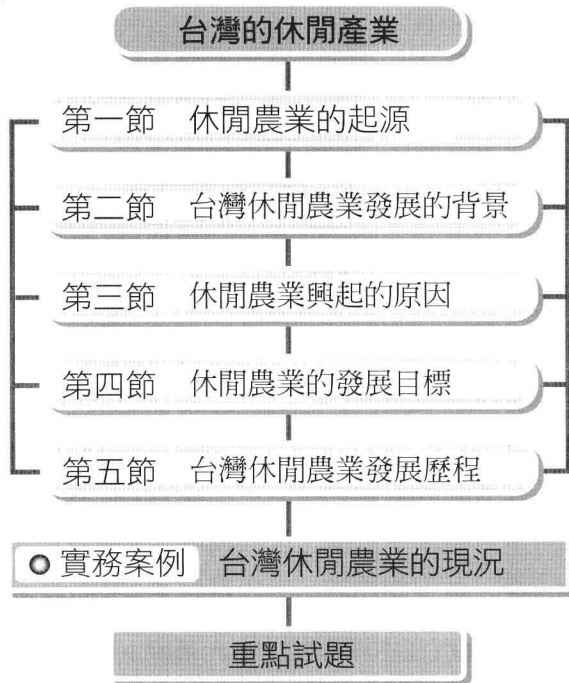 台灣的休閒產業
第一節 休閒農業的起源
第二節 台灣休閒農業發展的背景
第三節 休閒農業興起的原因
第四節 休閒農業的發展目標
第五節 台灣休閒農業發展歷程
實務案例 台灣休閒農業的現況
重點試題